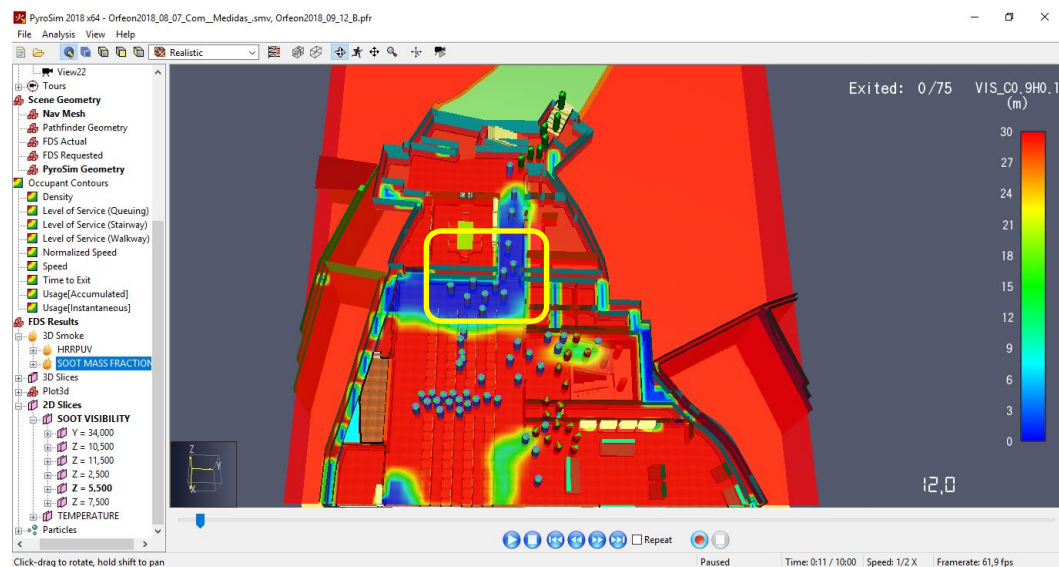 PyroSim 2018 x64 - Orfeon2018_08_07_Com__Medidas_.smv, Orfeon2018_09_12_B.pfr
File Analysis View Help
Realistic
View22
Tours
Scene Geometry
Nav Mesh
Pathfinder Geometry
FDS Actual
FDS Requested
PyroSim Geometry
Occupant Contours
Density
Level of Service (Queuing)
Level of Service (Stairway)
Level of Service (Walkway)
Normalized Speed
Speed
Time to Exit
Usage[Accumulated]
Usage[Instantaneous]
FDS Results
3D Smoke
HRRPUV
SOOT MASS FRACTION
3D Slices
Plot3d
2D Slices
SOOT VISIBILITY
Y = 34,000
Z = 10,500
Z = 11,500
Z = 2,500
Z = 5,500
Z = 7,500
TEMPERATURE
Particles
Exited: 0/75 VIS_C0.9H0.1
(m)
30
27
24
21
18
15
12
9
6
3
0
Z
Y
X
12,0
Repeat
Click-drag to rotate, hold shift to pan
Paused Time: 0:11 / 10:00 Speed: 1/2 X Framerate: 61,9 fps